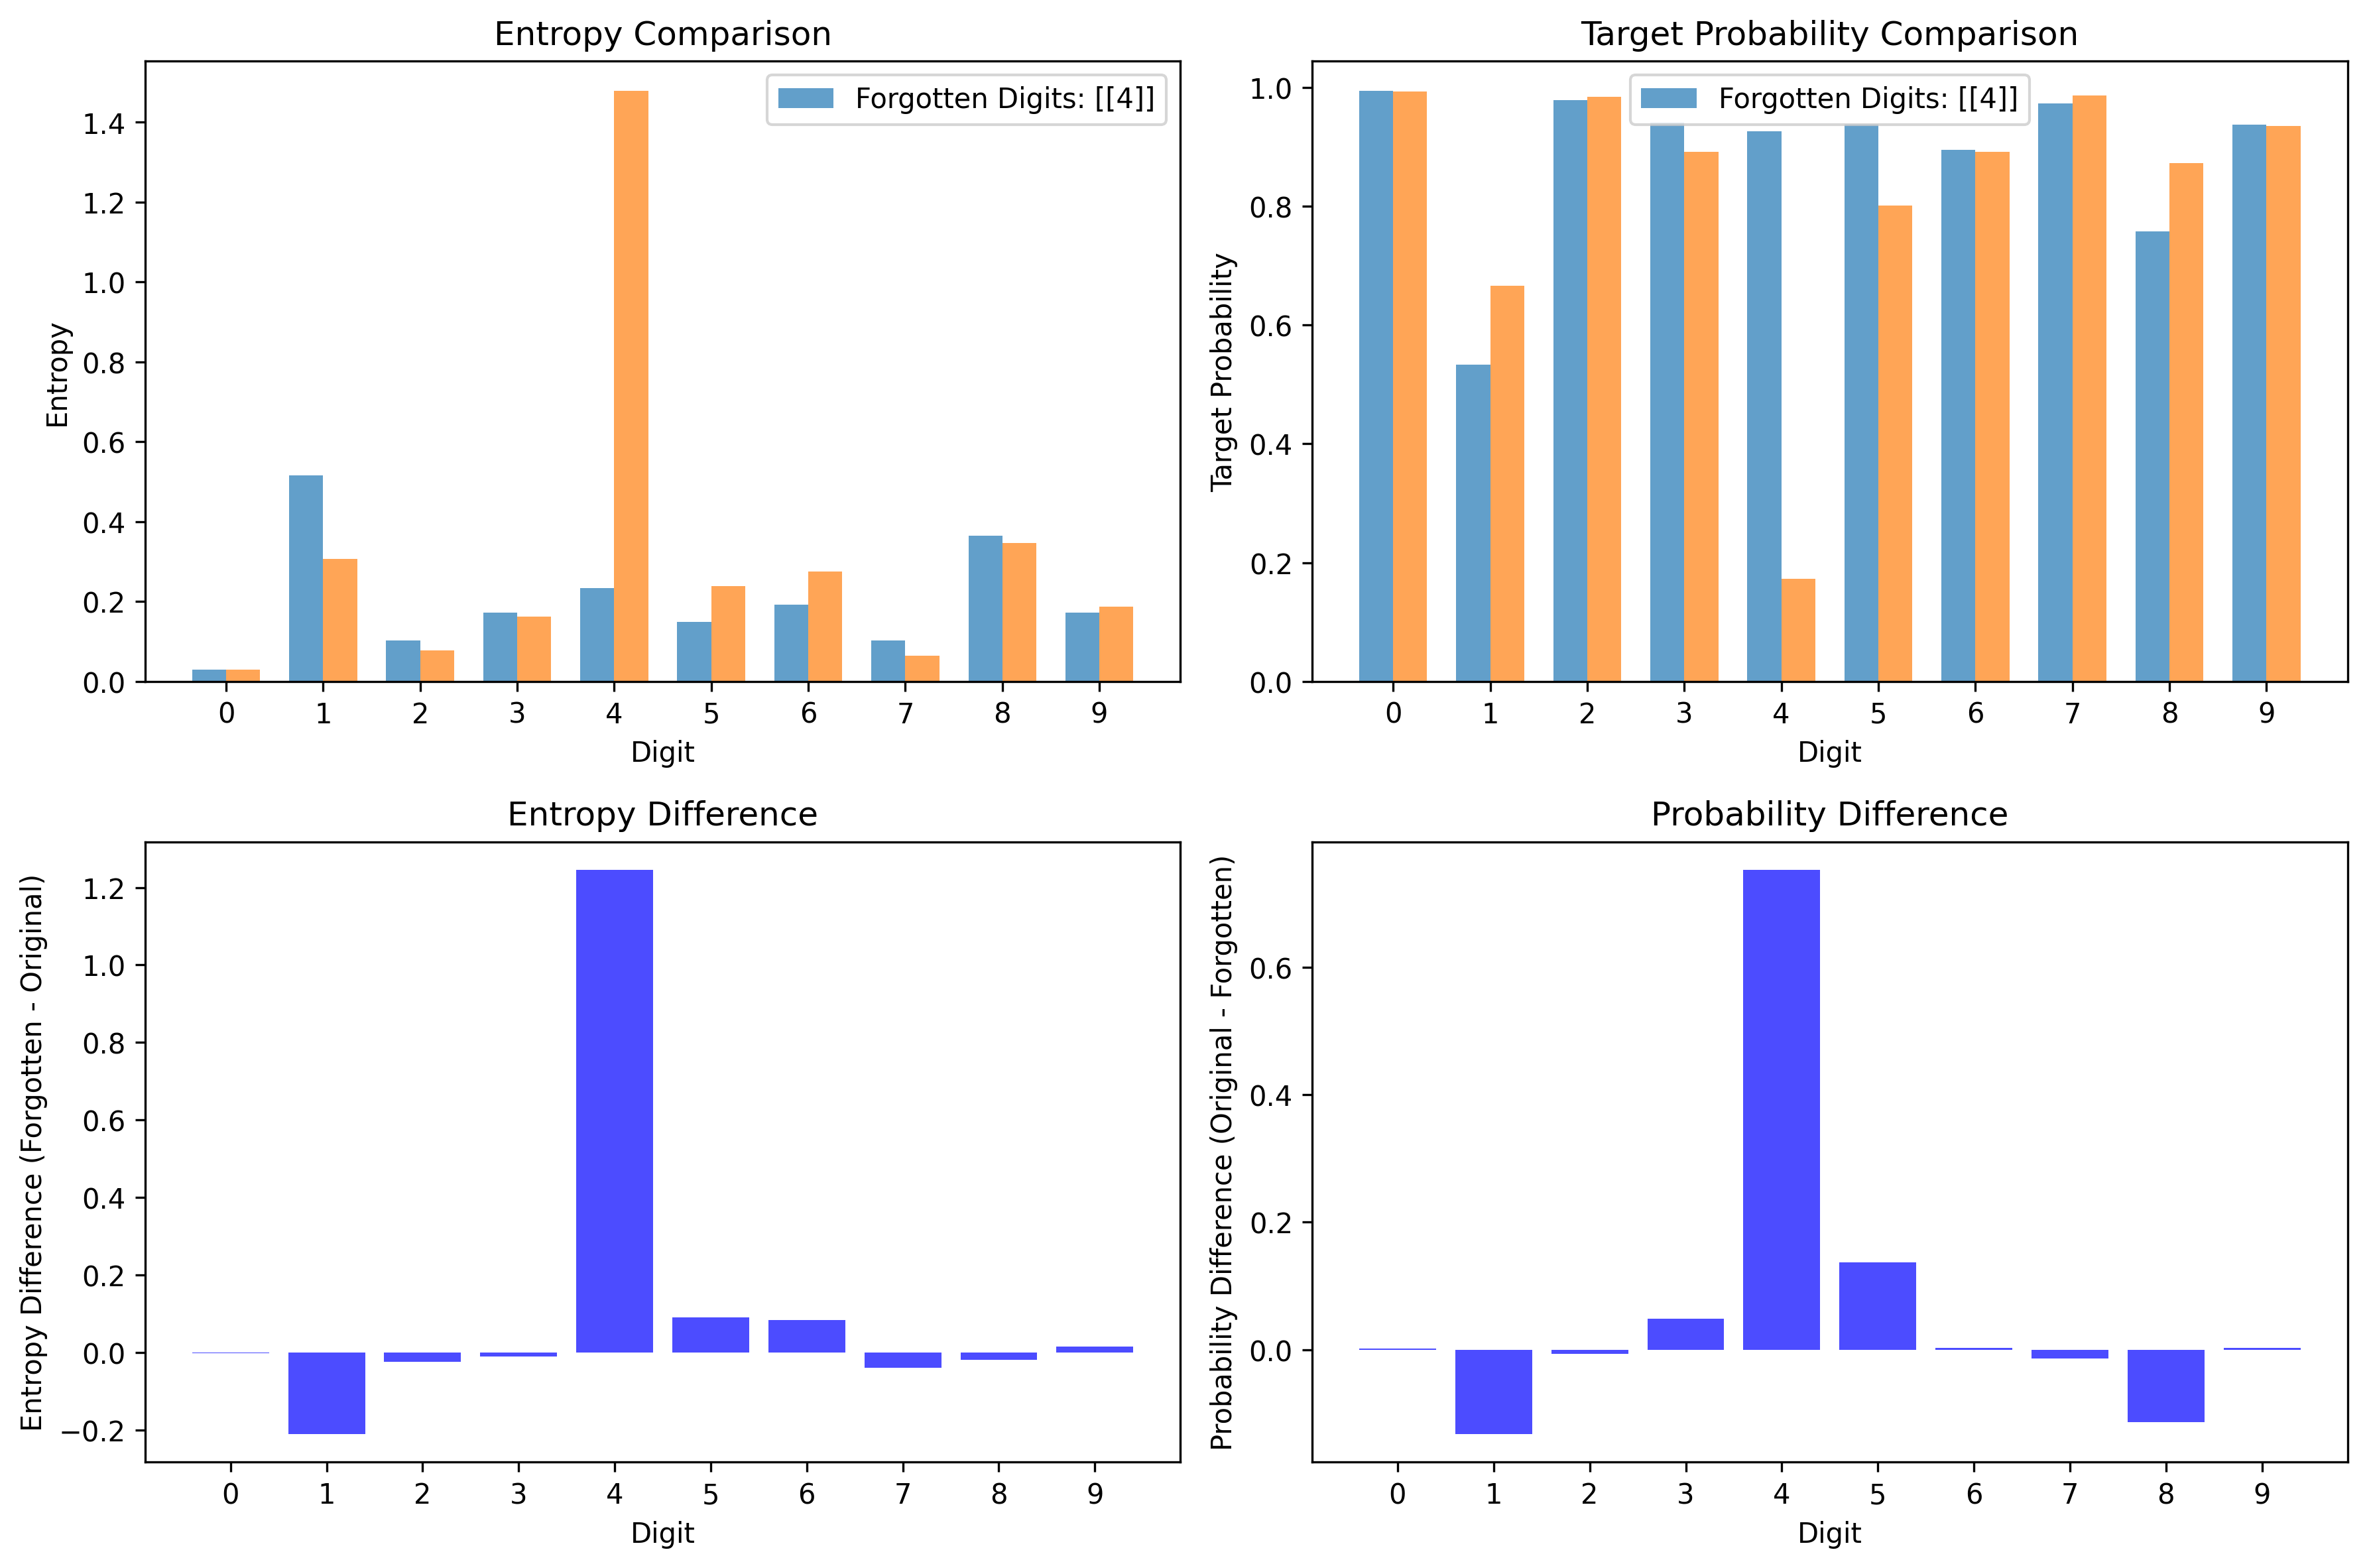 Entropy Comparison
Forgotten Digits: [[4]]
Entropy
1.4
1.2
1.0
0.8
0.6
0.4
0.2
0.0
0 1 2 3 4 5 6 7 8 9
Digit
Target Probability Comparison
Forgotten Digits: [[4]]
Target Probability
1.0
0.8
0.6
0.4
0.2
0.0
0 1 2 3 4 5 6 7 8 9
Digit
Entropy Difference
Entropy Difference (Forgotten - Original)
1.2
1.0
0.8
0.6
0.4
0.2
0.0
−0.2
0 1 2 3 4 5 6 7 8 9
Digit
Probability Difference
Probability Difference (Original - Forgotten)
0.6
0.4
0.2
0.0
0 1 2 3 4 5 6 7 8 9
Digit